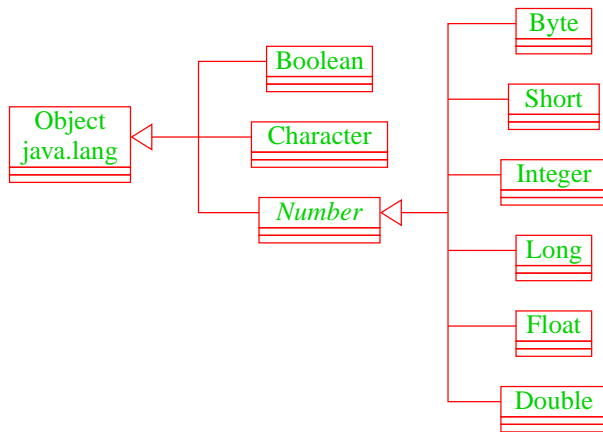 Object
java.lang
Boolean
Character
Number
Byte
Short
Integer
Long
Float
Double